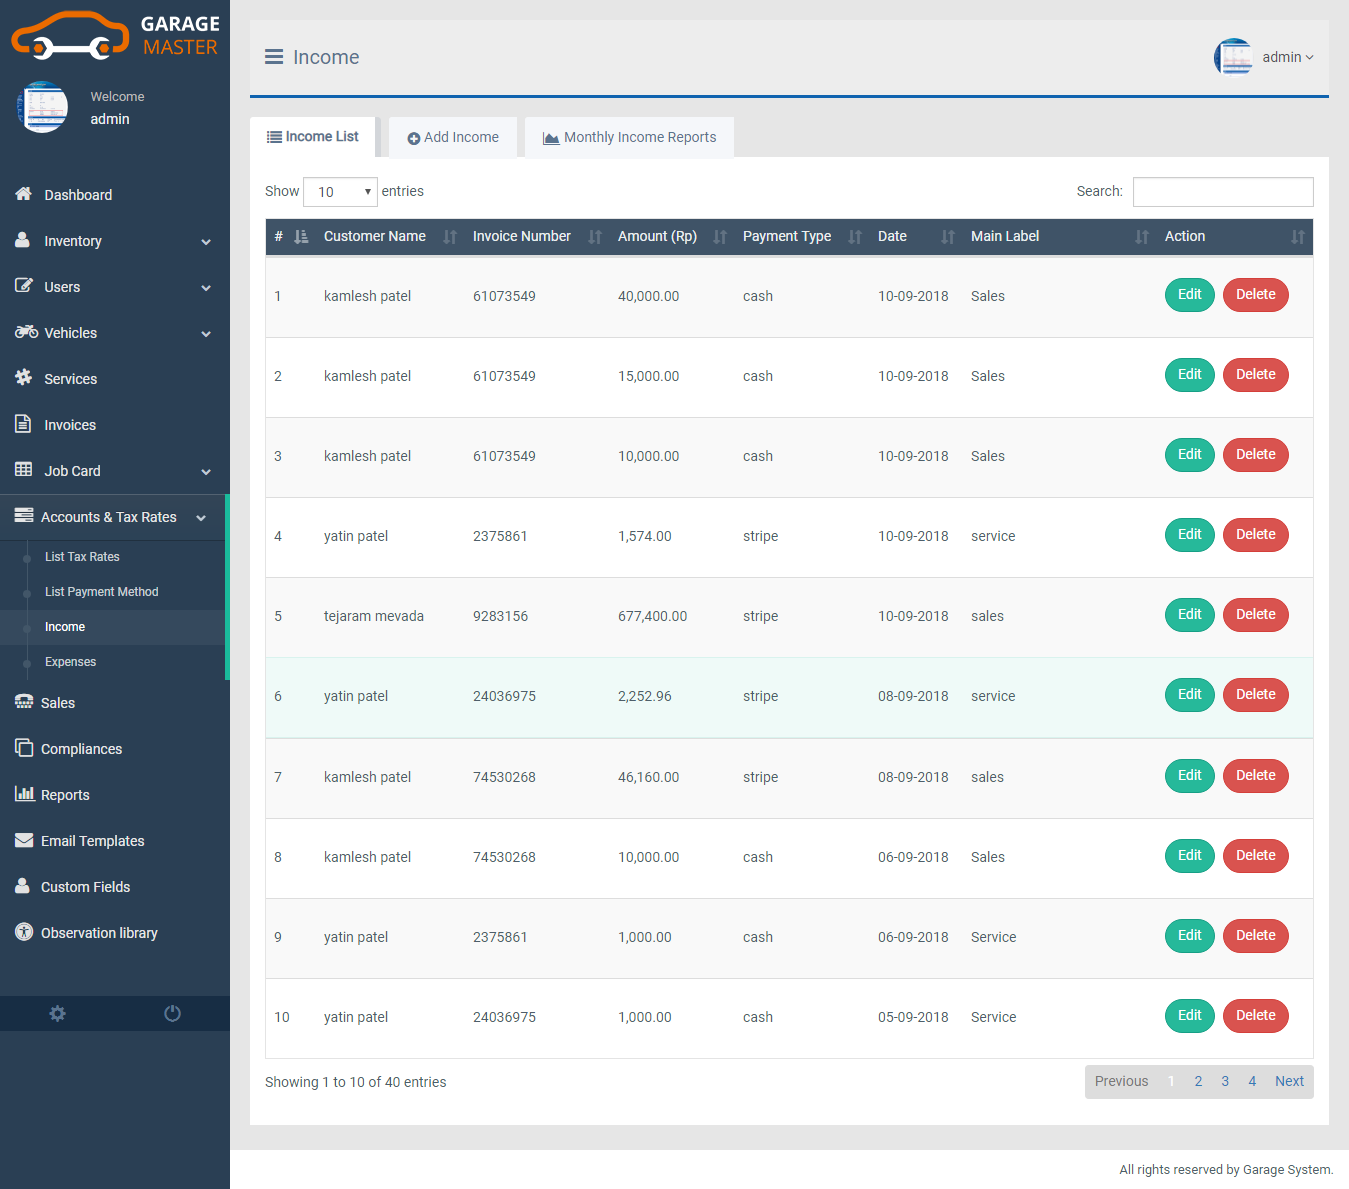 GARAGE
MASTER
Welcome
admin
Dashboard
Inventory
Users
Vehicles
Services
Invoices
Job Card
Accounts & Tax Rates
List Tax Rates
List Payment Method
Income
Expenses
Sales
Compliances
Reports
Email Templates
Custom Fields
Observation library
Income
admin
Income List Add Income Monthly Income Reports
Show 10 entries Search:
# Customer Name Invoice Number Amount (Rp) Payment Type Date Main Label Action
1 kamlesh patel 61073549 40,000.00 cash 10-09-2018 Sales Edit Delete
2 kamlesh patel 61073549 15,000.00 cash 10-09-2018 Sales Edit Delete
3 kamlesh patel 61073549 10,000.00 cash 10-09-2018 Sales Edit Delete
4 yatin patel 2375861 1,574.00 stripe 10-09-2018 service Edit Delete
5 tejaram mevada 9283156 677,400.00 stripe 10-09-2018 sales Edit Delete
6 yatin patel 24036975 2,252.96 stripe 08-09-2018 service Edit Delete
7 kamlesh patel 74530268 46,160.00 stripe 08-09-2018 sales Edit Delete
8 kamlesh patel 74530268 10,000.00 cash 06-09-2018 Sales Edit Delete
9 yatin patel 2375861 1,000.00 cash 06-09-2018 Service Edit Delete
10 yatin patel 24036975 1,000.00 cash 05-09-2018 Service Edit Delete
Showing 1 to 10 of 40 entries Previous 1 2 3 4 Next
All rights reserved by Garage System.